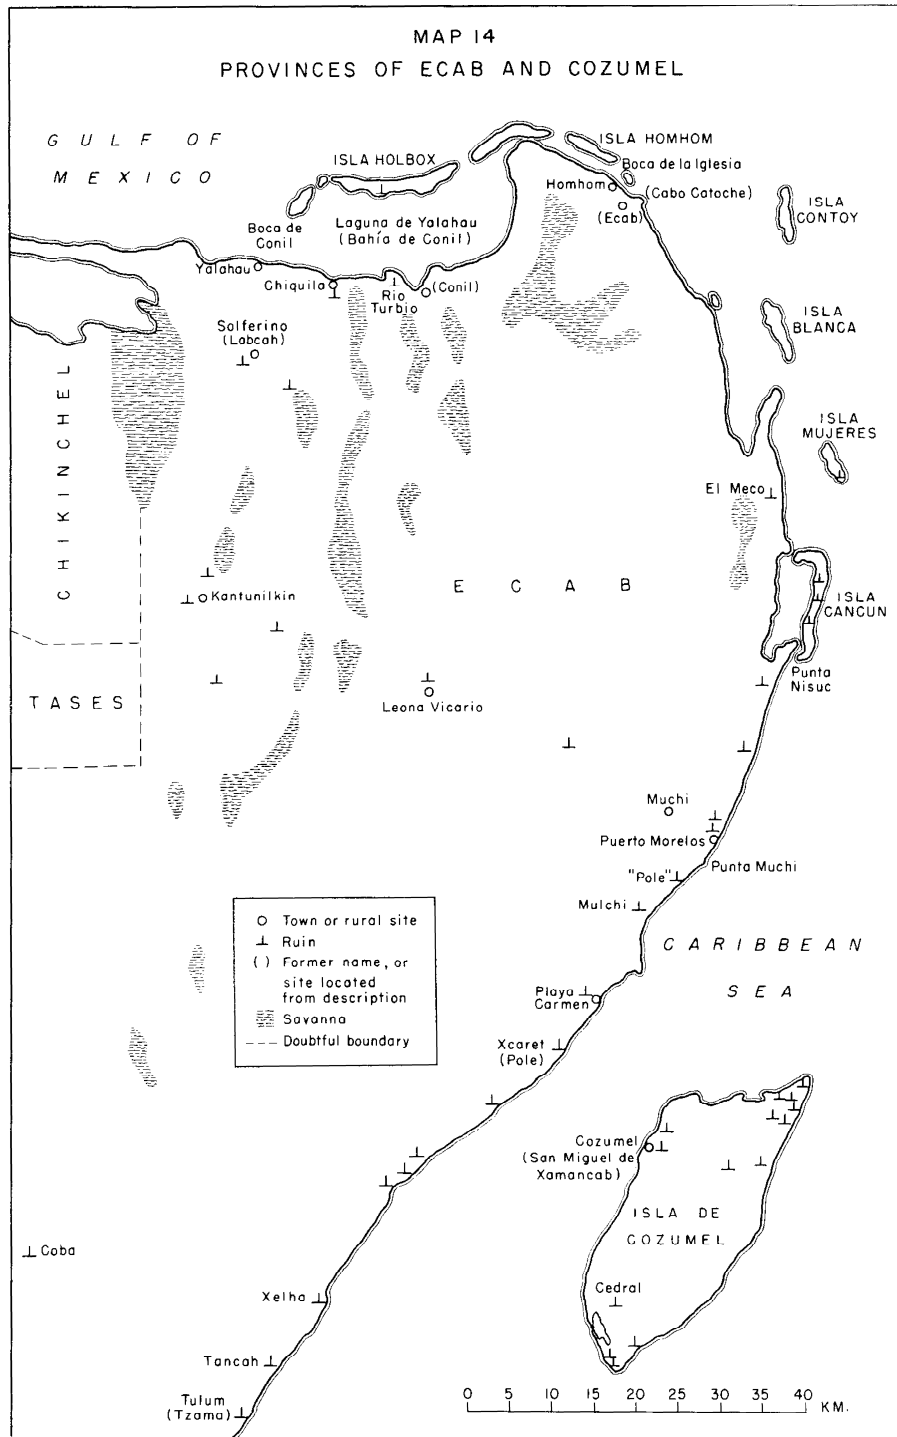 MAP 14
PROVINCES OF ECAB AND COZUMEL
GULF OF
MEXICO
ISLA HOLBOX
ISLA HOMHOM
Boca de la Iglesia
Homhom
(Cabo Catoche)
(Ecab)
ISLA
CONTOY
Boca de
Conil
Laguna de Yalahau
(Bahía de Conil)
Yalahau
Chiquila
Rio
Turbio
(Conil)
Solferino
(Labcah)
ISLA
BLANCA
ISLA
MUJERES
CHIKINCHEL
El Meco
ECAB
Kantunilkin
ISLA
CANCUN
Punta
Nisuc
TASES
Leona Vicario
Muchi
Puerto Morelos
Punta Muchi
"Pole"
Mulchi
CARIBBEAN
SEA
Town or rural site
Ruin
( ) Former name, or
site located
from description
Savanna
Doubtful boundary
Playa
Carmen
Xcaret
(Pole)
Cozumel
(San Miguel de
Xamancab)
ISLA DE
COZUMEL
Coba
Cedral
Xelha
Tancah
Tulum
(Tzama)
0 5 10 15 20 24 30 35 40 KM.